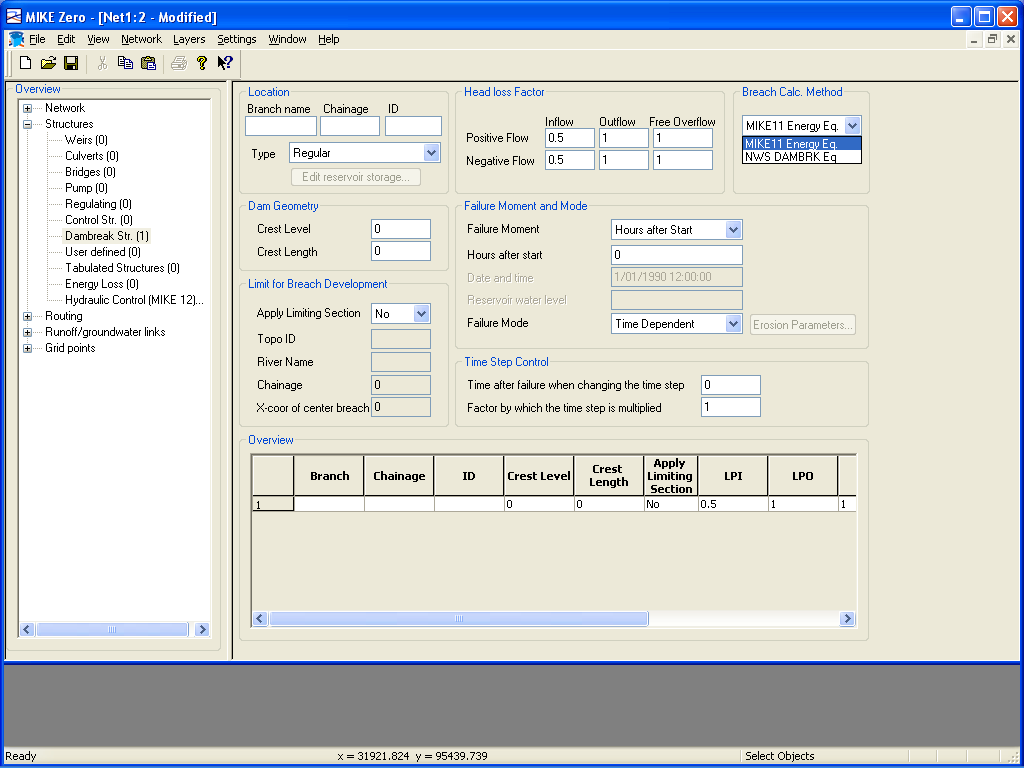 MIKE Zero - [Net1:2 - Modified]
File Edit View Network Layers Settings Window Help
Overview
Network
Structures
Weirs (0)
Culverts (0)
Bridges (0)
Pump (0)
Regulating (0)
Control Str. (0)
Dambreak Str. (1)
User defined (0)
Tabulated Structures (0)
Energy Loss (0)
Hydraulic Control (MIKE 12)...
Routing
Runoff/groundwater links
Grid points
Location
Branch name Chainage ID
Type Regular
Edit reservoir storage...
Head loss Factor
Inflow Outflow Free Overflow
Positive Flow 0.5 1 1
Negative Flow 0.5 1 1
Breach Calc. Method
MIKE11 Energy Eq.
MIKE11 Energy Eq.
NWS DAMBRK Eq
Dam Geometry
Crest Level 0
Crest Length 0
Limit for Breach Development
Apply Limiting Section No
Topo ID
River Name
Chainage 0
X-coor of center breach 0
Failure Moment and Mode
Failure Moment Hours after Start
Hours after start 0
Date and time 1/01/1990 12:00:00
Reservoir water level
Failure Mode Time Dependent Erosion Parameters...
Time Step Control
Time after failure when changing the time step 0
Factor by which the time step is multiplied 1
Overview
Branch Chainage ID Crest Level Crest Length Apply Limiting Section LPI LPO
1 0 0 No 0.5 1 1
Ready x = 31921.824 y = 95439.739 Select Objects